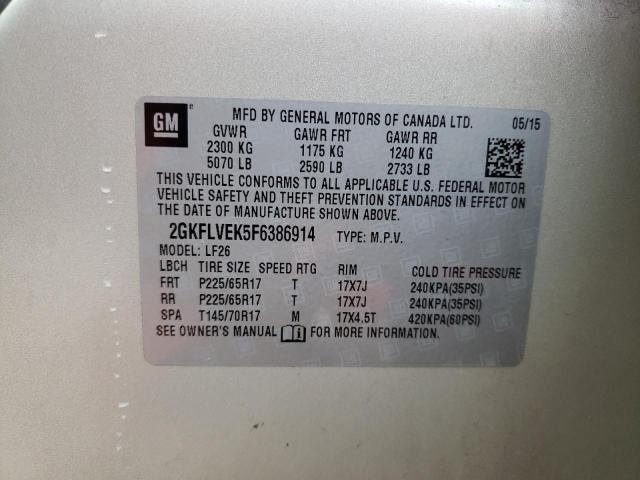 GM ®
MFD BY GENERAL MOTORS OF CANADA LTD. 05/15
GVWR GAWR FRT GAWR RR
2300 KG 1175 KG 1240 KG
5070 LB 2590 LB 2733 LB
THIS VEHICLE CONFORMS TO ALL APPLICABLE U.S. FEDERAL MOTOR
VEHICLE SAFETY AND THEFT PREVENTION STANDARDS IN EFFECT ON
THE DATE OF MANUFACTURE SHOWN ABOVE.
2GKFLVEK5F6386914 TYPE: M.P.V.
MODEL: LF26
LBCH TIRE SIZE SPEED RTG RIM COLD TIRE PRESSURE
FRT P225/65R17 T 17X7J 240KPA(35PSI)
RR P225/65R17 T 17X7J 240KPA(35PSI)
SPA T145/70R17 M 17X4.5T 420KPA(60PSI)
SEE OWNER'S MANUAL FOR MORE INFORMATION